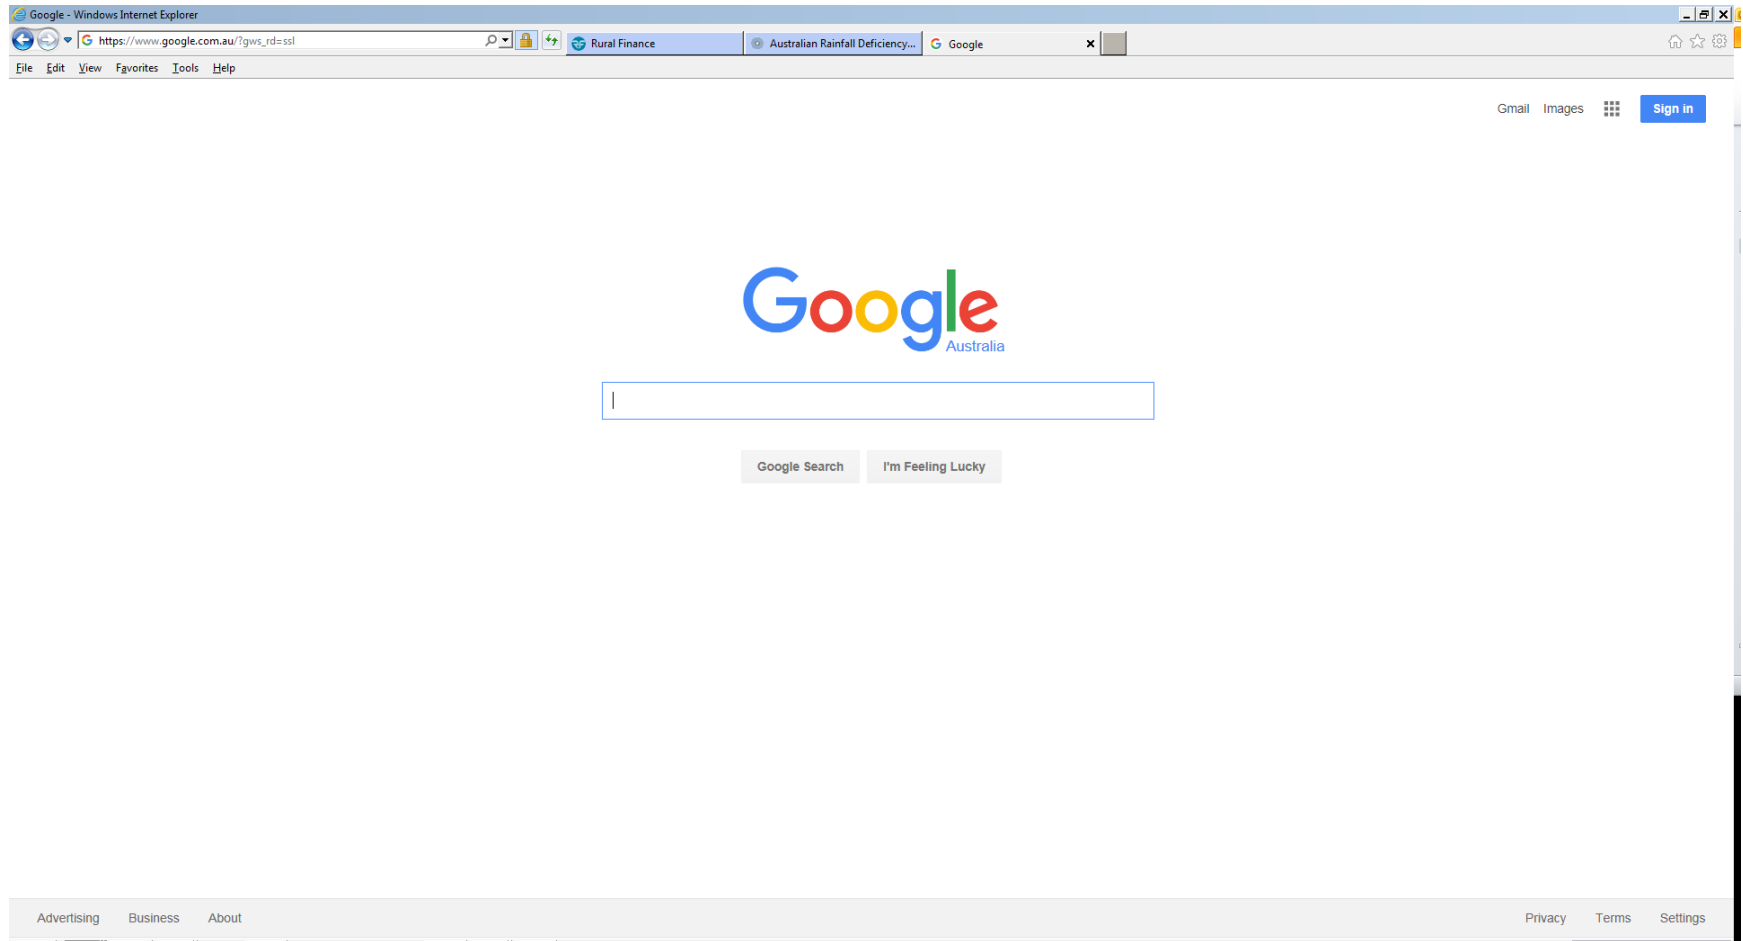 Google - Windows Internet Explorer
https://www.google.com.au/?gws_rd=ssl
Rural Finance
Australian Rainfall Deficiency...
Google
File Edit View Favorites Tools Help
Gmail Images Sign in
Google
Australia
Google Search I'm Feeling Lucky
Advertising Business About Privacy Terms Settings